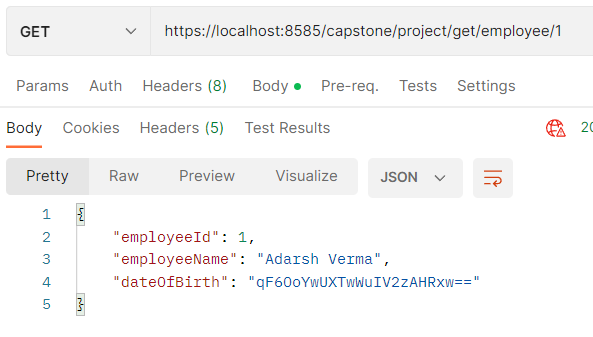 GET https://localhost:8585/capstone/project/get/employee/1
Params Auth Headers (8) Body Pre-req. Tests Settings
Body Cookies Headers (5) Test Results 20
Pretty Raw Preview Visualize JSON
1 {
2 "employeeId": 1,
3 "employeeName": "Adarsh Verma",
4 "dateOfBirth": "qF6OoYwUXTwWuIV2zAHRxw=="
5 }